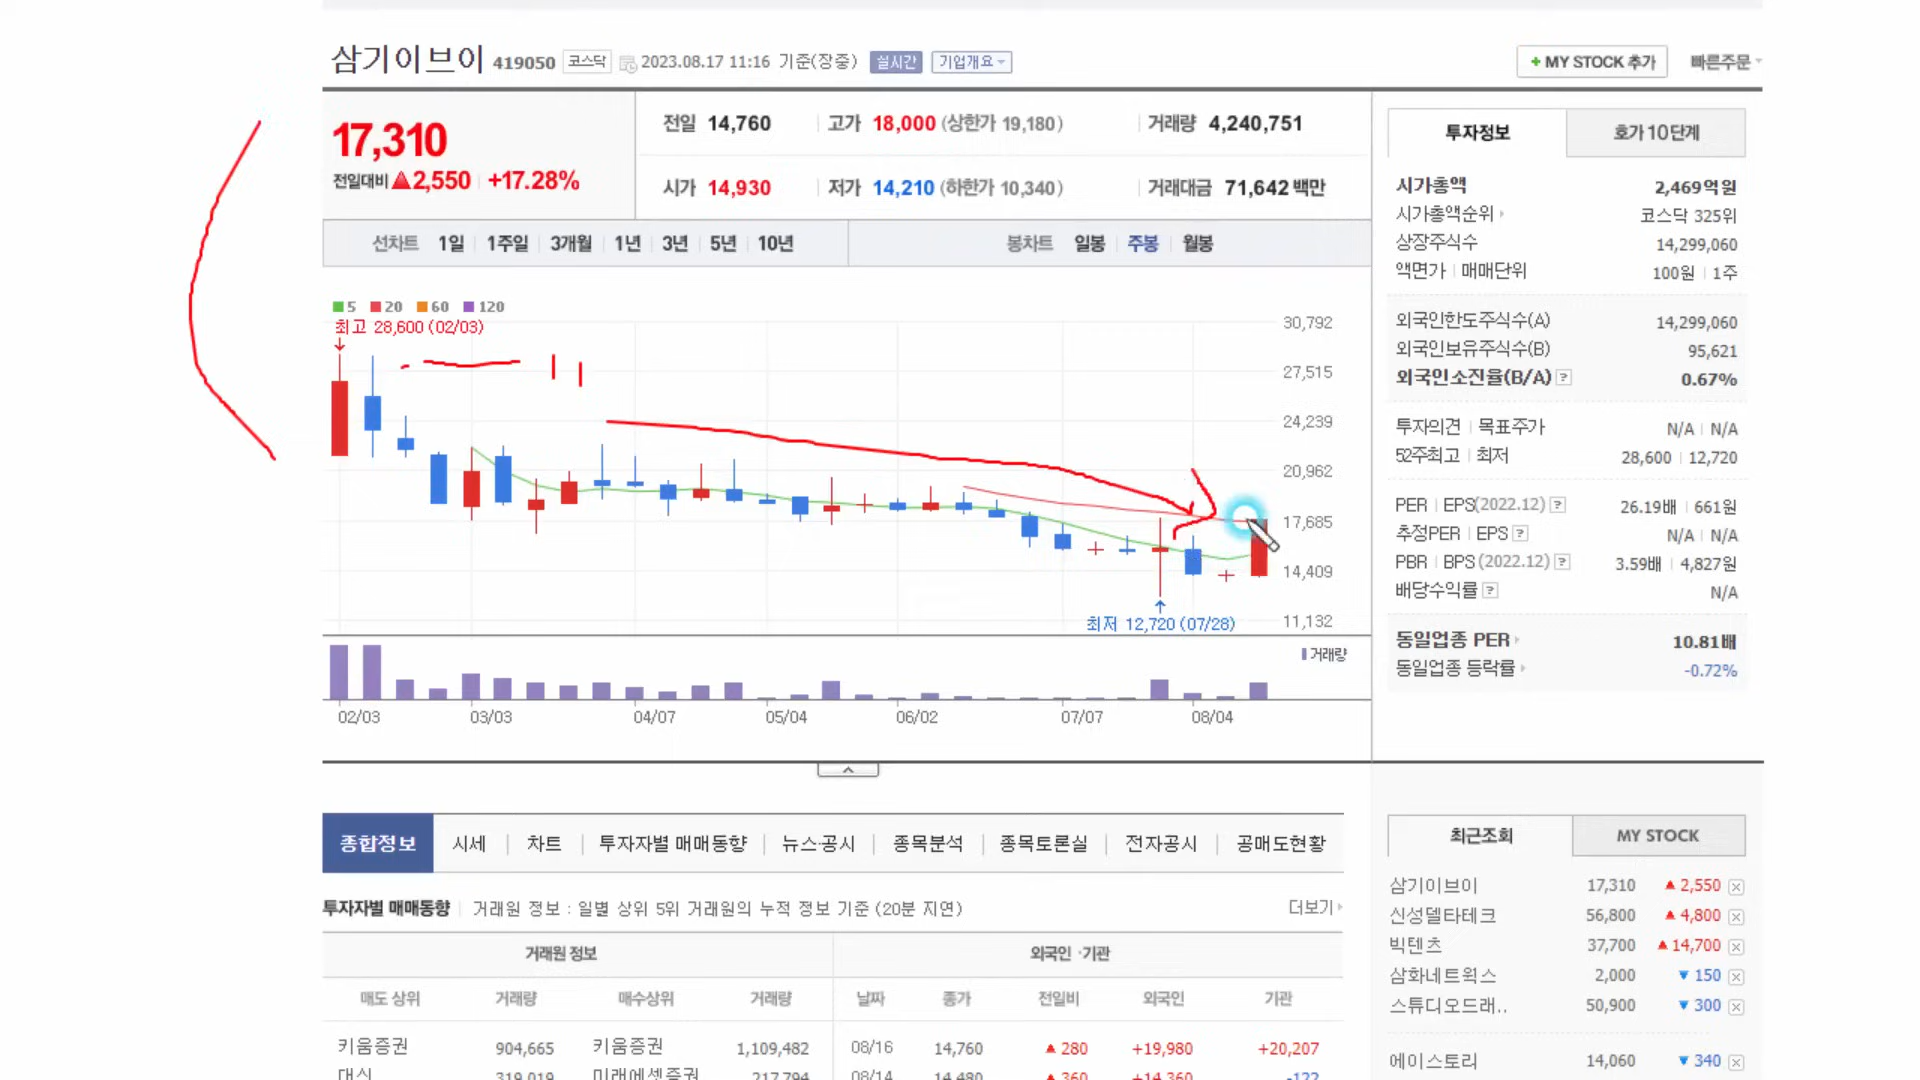 삼기이브이 419050 코스닥 2023.08.17 11:16 기준(장중) 실시간 기업개요
+ MY STOCK 추가 빠른주문
17,310
전일대비 ▲2,550 +17.28%
전일 14,760 고가 18,000 (상한가 19,180) 거래량 4,240,751
시가 14,930 저가 14,210 (하한가 10,340) 거래대금 71,642 백만
선차트 1일 1주일 3개월 1년 3년 5년 10년 봉차트 일봉 주봉 월봉
5 20 60 120
최고 28,600 (02/03)
30,792
27,515
24,239
20,962
17,685
14,409
11,132
최저 12,720 (07/28)
거래량
02/03 03/03 04/07 05/04 06/02 07/07 08/04
투자정보 호가10단계
시가총액 2,469억원
시가총액순위 코스닥 325위
상장주식수 14,299,060
액면가 매매단위 100원 1주
외국인한도주식수(A) 14,299,060
외국인보유주식수(B) 95,621
외국인소진율(B/A) ? 0.67%
투자의견 목표주가 N/A N/A
52주최고 최저 28,600 12,720
PER EPS(2022.12) ? 26.19배 661원
추정PER EPS ? N/A N/A
PBR BPS (2022.12) ? 3.59배 4,827원
배당수익률 ? N/A
동일업종 PER 10.81배
동일업종 등락률 -0.72%
종합정보 시세 차트 투자자별 매매동향 뉴스·공시 종목분석 종목토론실 전자공시 공매도현황
투자자별 매매동향 거래원 정보 : 일별 상위 5위 거래원의 누적 정보 기준 (20분 지연) 더보기
거래원 정보 외국인·기관
매도 상위 거래량 매수상위 거래량 날짜 종가 전일비 외국인 기관
키움증권 904,665 키움증권 1,109,482 08/16 14,760 ▲ 280 +19,980 +20,207
대신 319,019 미래에셋증권 217,794 08/14 14,480 ▲ 360 +14,360 -122
최근조회 MY STOCK
삼기이브이 17,310 ▲ 2,550
신성델타테크 56,800 ▲ 4,800
빅텐츠 37,700 ▲ 14,700
삼화네트웍스 2,000 ▼ 150
스튜디오드래.. 50,900 ▼ 300
에이스토리 14,060 ▼ 340